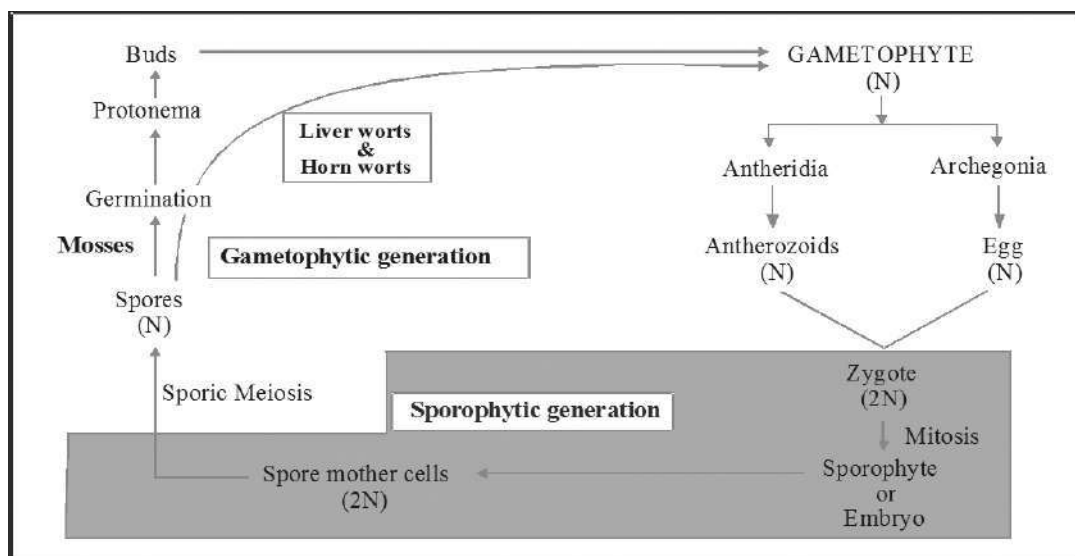 Buds
GAMETOPHYTE
(N)
Protonema
Liver worts
&
Horn worts
Antheridia
Archegonia
Germination
Mosses
Gametophytic generation
Antherozoids
(N)
Egg
(N)
Spores
(N)
Sporic Meiosis
Sporophytic generation
Zygote
(2N)
Mitosis
Spore mother cells
(2N)
Sporophyte
or
Embryo